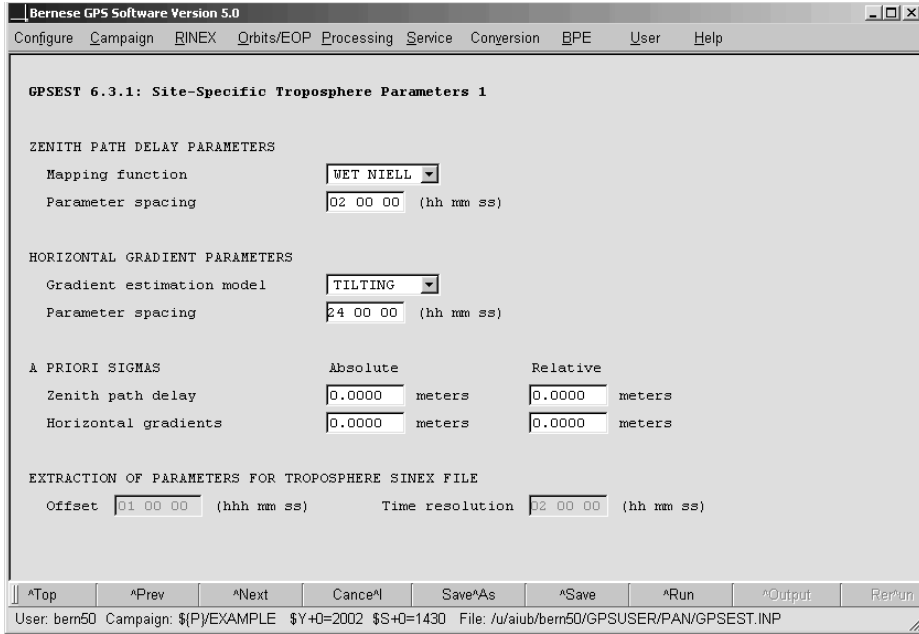 Bernese GPS Software Version 5.0
Configure Campaign RINEX Orbits/EOP Processing Service Conversion BPE User Help
GPSEST 6.3.1: Site-Specific Troposphere Parameters 1
ZENITH PATH DELAY PARAMETERS
Mapping function WET NIELL
Parameter spacing 02 00 00 (hh mm ss)
HORIZONTAL GRADIENT PARAMETERS
Gradient estimation model TILTING
Parameter spacing 24 00 00 (hh mm ss)
A PRIORI SIGMAS Absolute Relative
Zenith path delay 0.0000 meters 0.0000 meters
Horizontal gradients 0.0000 meters 0.0000 meters
EXTRACTION OF PARAMETERS FOR TROPOSPHERE SINEX FILE
Offset 01 00 00 (hhh mm ss) Time resolution 02 00 00 (hh mm ss)
^Top ^Prev ^Next Cance^l Save^As ^Save ^Run ^Output Rer^un
User: bern50 Campaign: ${P}/EXAMPLE $Y+0=2002 $S+0=1430 File: /u/aiub/bern50/GPSUSER/PAN/GPSEST.INP